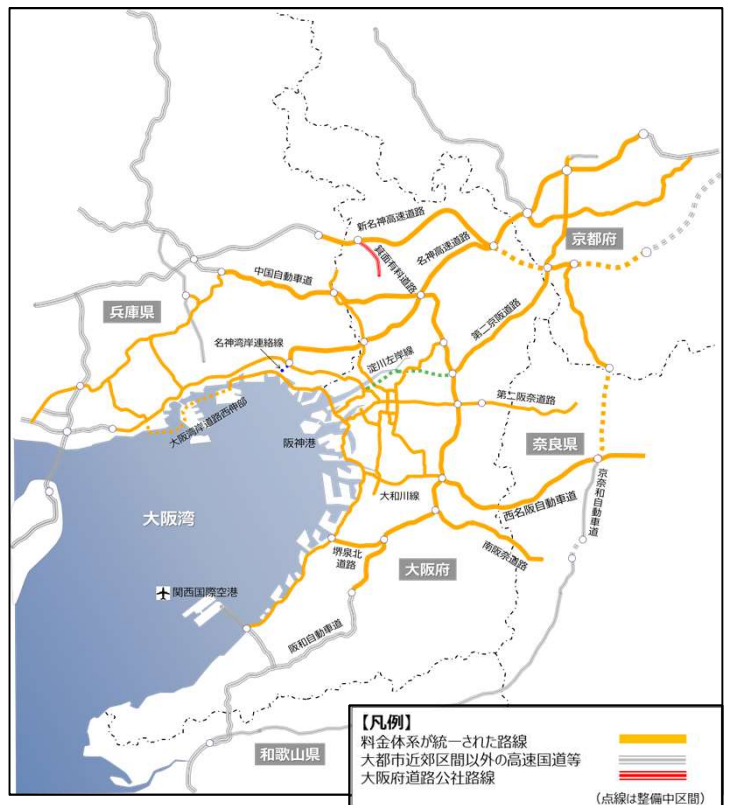 新名神高速道路
名神高速道路
箕面有料道路
京都府
中国自動車道
兵庫県
第二京阪道路
名神湾岸連絡線
淀川左岸線
第二阪奈道路
大阪湾岸道路西伸部
阪神港
奈良県
京奈和自動車道
大和川線
西名阪自動車道
大阪湾
堺泉北
道路
大阪府
南阪奈道路
関西国際空港
阪和自動車道
和歌山県
【凡例】
料金体系が統一された路線
大都市近郊区間以外の高速国道等
大阪府道路公社路線
(点線は整備中区間)